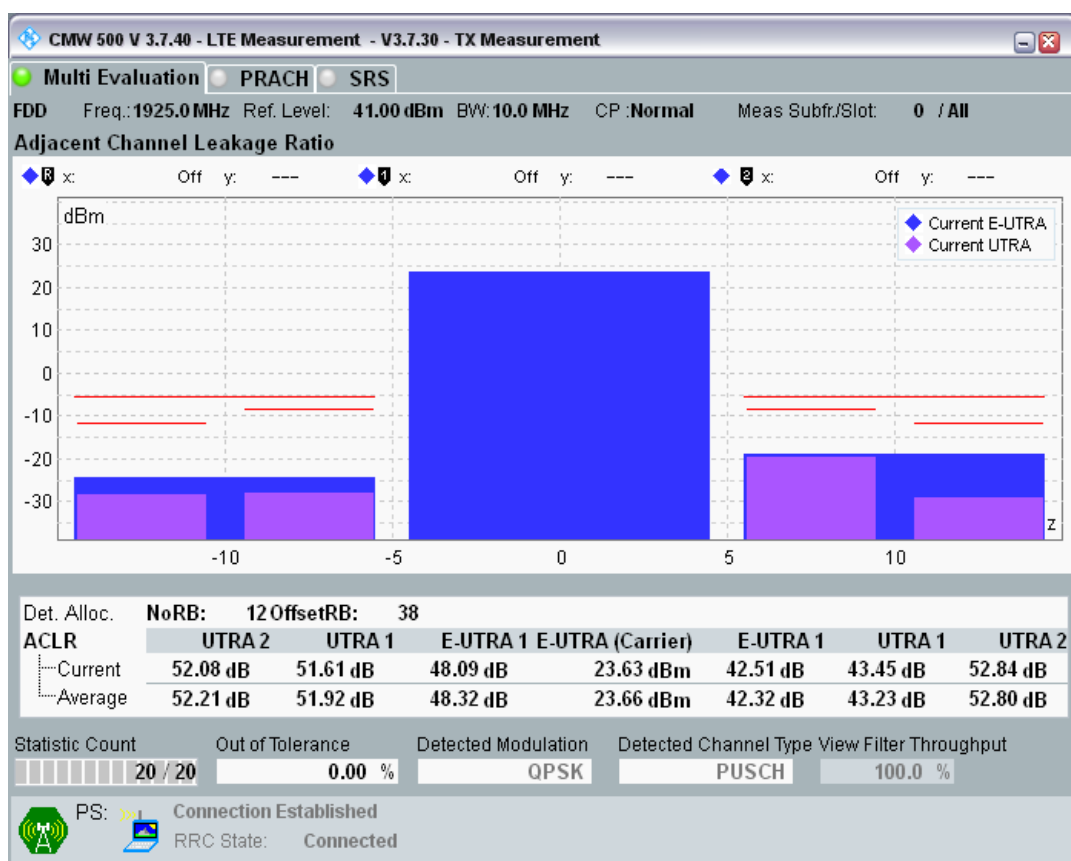 CMW 500 V 3.7.40 - LTE Measurement - V3.7.30 - TX Measurement
Multi Evaluation PRACH SRS
FDD Freq.: 1925.0 MHz Ref. Level: 41.00 dBm BW: 10.0 MHz CP :Normal Meas Subfr./Slot: 0 / All
Adjacent Channel Leakage Ratio
R x: Off y: --- 1 x: Off y: --- 2 x: Off y: ---
dBm
Current E-UTRA
Current UTRA
30
20
10
0
-10
-20
-30
z
-10 -5 0 5 10
Det. Alloc. NoRB: 12 OffsetRB: 38
ACLR UTRA 2 UTRA 1 E-UTRA 1 E-UTRA (Carrier) E-UTRA 1 UTRA 1 UTRA 2
Current 52.08 dB 51.61 dB 48.09 dB 23.63 dBm 42.51 dB 43.45 dB 52.84 dB
Average 52.21 dB 51.92 dB 48.32 dB 23.66 dBm 42.32 dB 43.23 dB 52.80 dB
Statistic Count Out of Tolerance Detected Modulation Detected Channel Type View Filter Throughput
20 / 20 0.00 % QPSK PUSCH 100.0 %
PS: Connection Established
RRC State: Connected